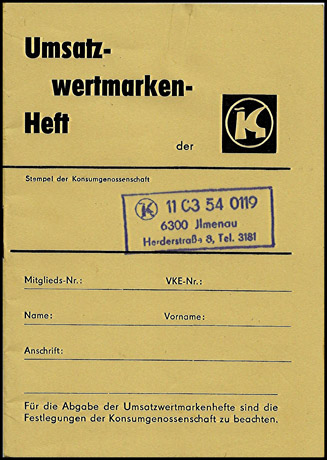 Umsatz-
wertmarken-
Heft
der K
Stempel der Konsumgenossenschaft
K 11 03 54 0119
6300 Jlmenau
Herderstraße 8, Tel. 3181
Mitglieds-Nr.: VKE-Nr.:
Name: Vorname:
Anschrift:
Für die Abgabe der Umsatzwertmarkenhefte sind die
Festlegungen der Konsumgenossenschaft zu beachten.